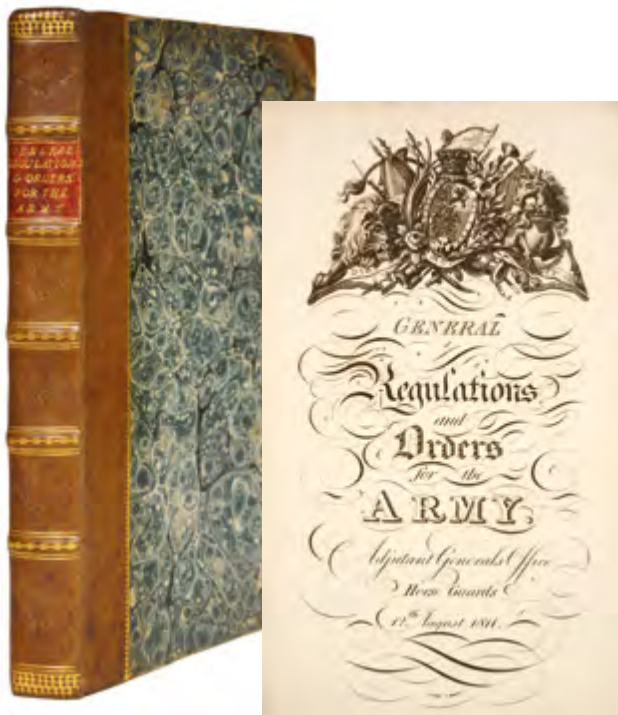 GENERAL
REGULATIONS
& ORDERS
FOR THE
ARMY
GENERAL
Regulations
and
Orders
for the
ARMY,
Adjutant Generals Office
Horse Guards
12th August 1811.